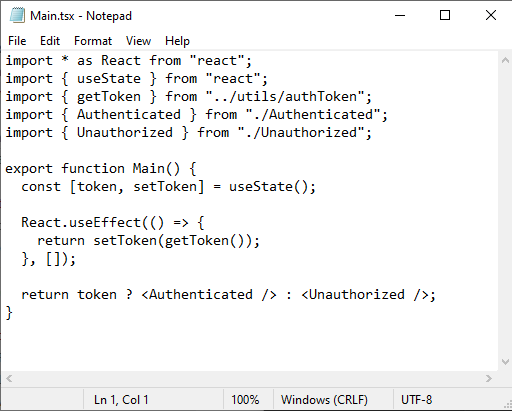 Main.tsx - Notepad
File Edit Format View Help
import * as React from "react";
import { useState } from "react";
import { getToken } from "../utils/authToken";
import { Authenticated } from "./Authenticated";
import { Unauthorized } from "./Unauthorized";

export function Main() {
  const [token, setToken] = useState();

  React.useEffect(() => {
    return setToken(getToken());
  }, []);

  return token ? <Authenticated /> : <Unauthorized />;
}
Ln 1, Col 1 100% Windows (CRLF) UTF-8